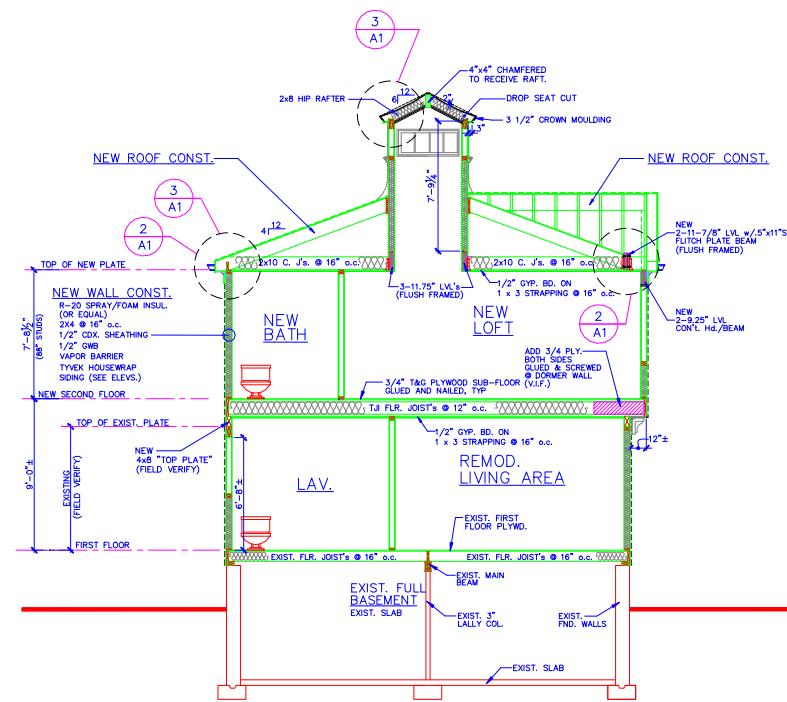 3
A1
4"x4" CHAMFERED
TO RECEIVE RAFT.
2x8 HIP RAFTER
12
6
2"
DROP SEAT CUT
3 1/2" CROWN MOULDING
3"
NEW ROOF CONST.
NEW ROOF CONST.
7'-9¼"
3
A1
2
A1
12
4
NEW
2-11-7/8" LVL w/.5"x11"S
FLITCH PLATE BEAM
(FLUSH FRAMED)
TOP OF NEW PLATE
2x10 C. J's. @ 16" o.c.
2x10 C. J's. @ 16" o.c.
3-11.75" LVL's
(FLUSH FRAMED)
1/2" GYP. BD. ON
1 x 3 STRAPPING @ 16" o.c.
NEW WALL CONST.
R-20 SPRAY/FOAM INSUL.
(OR EQUAL)
2X4 @ 16" o.c.
1/2" CDX. SHEATHING
1/2" GWB
VAPOR BARRIER
TYVEK HOUSEWRAP
SIDING (SEE ELEVS.)
7'-8½"
(88" STUDS)
NEW
BATH
NEW
LOFT
2
A1
NEW
2-9.25" LVL
CON't. Hd./BEAM
ADD 3/4 PLY.
BOTH SIDES
GLUED & SCREWED
@ DORMER WALL
(V.I.F.)
3/4" T&G PLYWOOD SUB-FLOOR
GLUED AND NAILED, TYP
NEW SECOND FLOOR
TJI FLR. JOIST's @ 12" o.c.
TOP OF EXIST. PLATE
1/2" GYP. BD. ON
1 x 3 STRAPPING @ 16" o.c.
12"±
NEW
4x8 "TOP PLATE"
(FIELD VERIFY)
9'-0"±
EXISTING
(FIELD VERIFY)
6'-8"±
LAV.
REMOD.
LIVING AREA
EXIST. FIRST
FLOOR PLYWD.
FIRST FLOOR
EXIST. FLR. JOIST's @ 16" o.c.
EXIST. FLR. JOIST's @ 16" o.c.
EXIST. MAIN
BEAM
EXIST. FULL
BASEMENT
EXIST. SLAB
EXIST. 3"
LALLY COL.
EXIST.
FND. WALLS
EXIST. SLAB